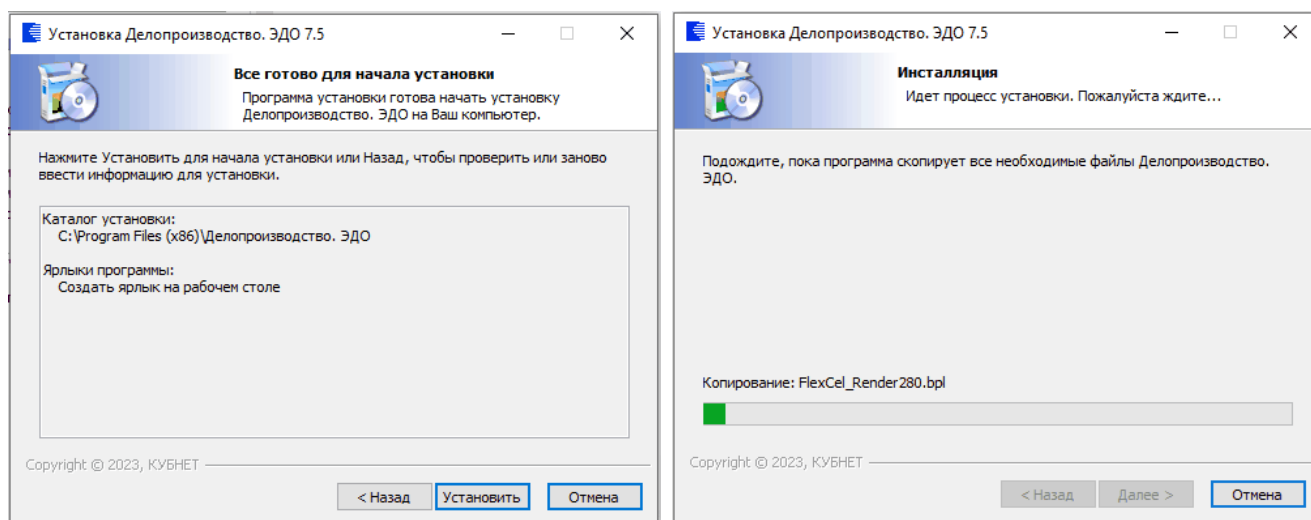 Установка Делопроизводство. ЭДО 7.5
Все готово для начала установки
Программа установки готова начать установку
Делопроизводство. ЭДО на Ваш компьютер.
Нажмите Установить для начала установки или Назад, чтобы проверить или заново
ввести информацию для установки.
Каталог установки:
C:\Program Files (x86)\Делопроизводство. ЭДО
Ярлыки программы:
Создать ярлык на рабочем столе
Copyright © 2023, КУБНЕТ
< Назад
Установить
Отмена
Установка Делопроизводство. ЭДО 7.5
Инсталляция
Идет процесс установки. Пожалуйста ждите...
Подождите, пока программа скопирует все необходимые файлы Делопроизводство.
ЭДО.
Копирование: FlexCel_Render280.bpl
Copyright © 2023, КУБНЕТ
< Назад
Далее >
Отмена